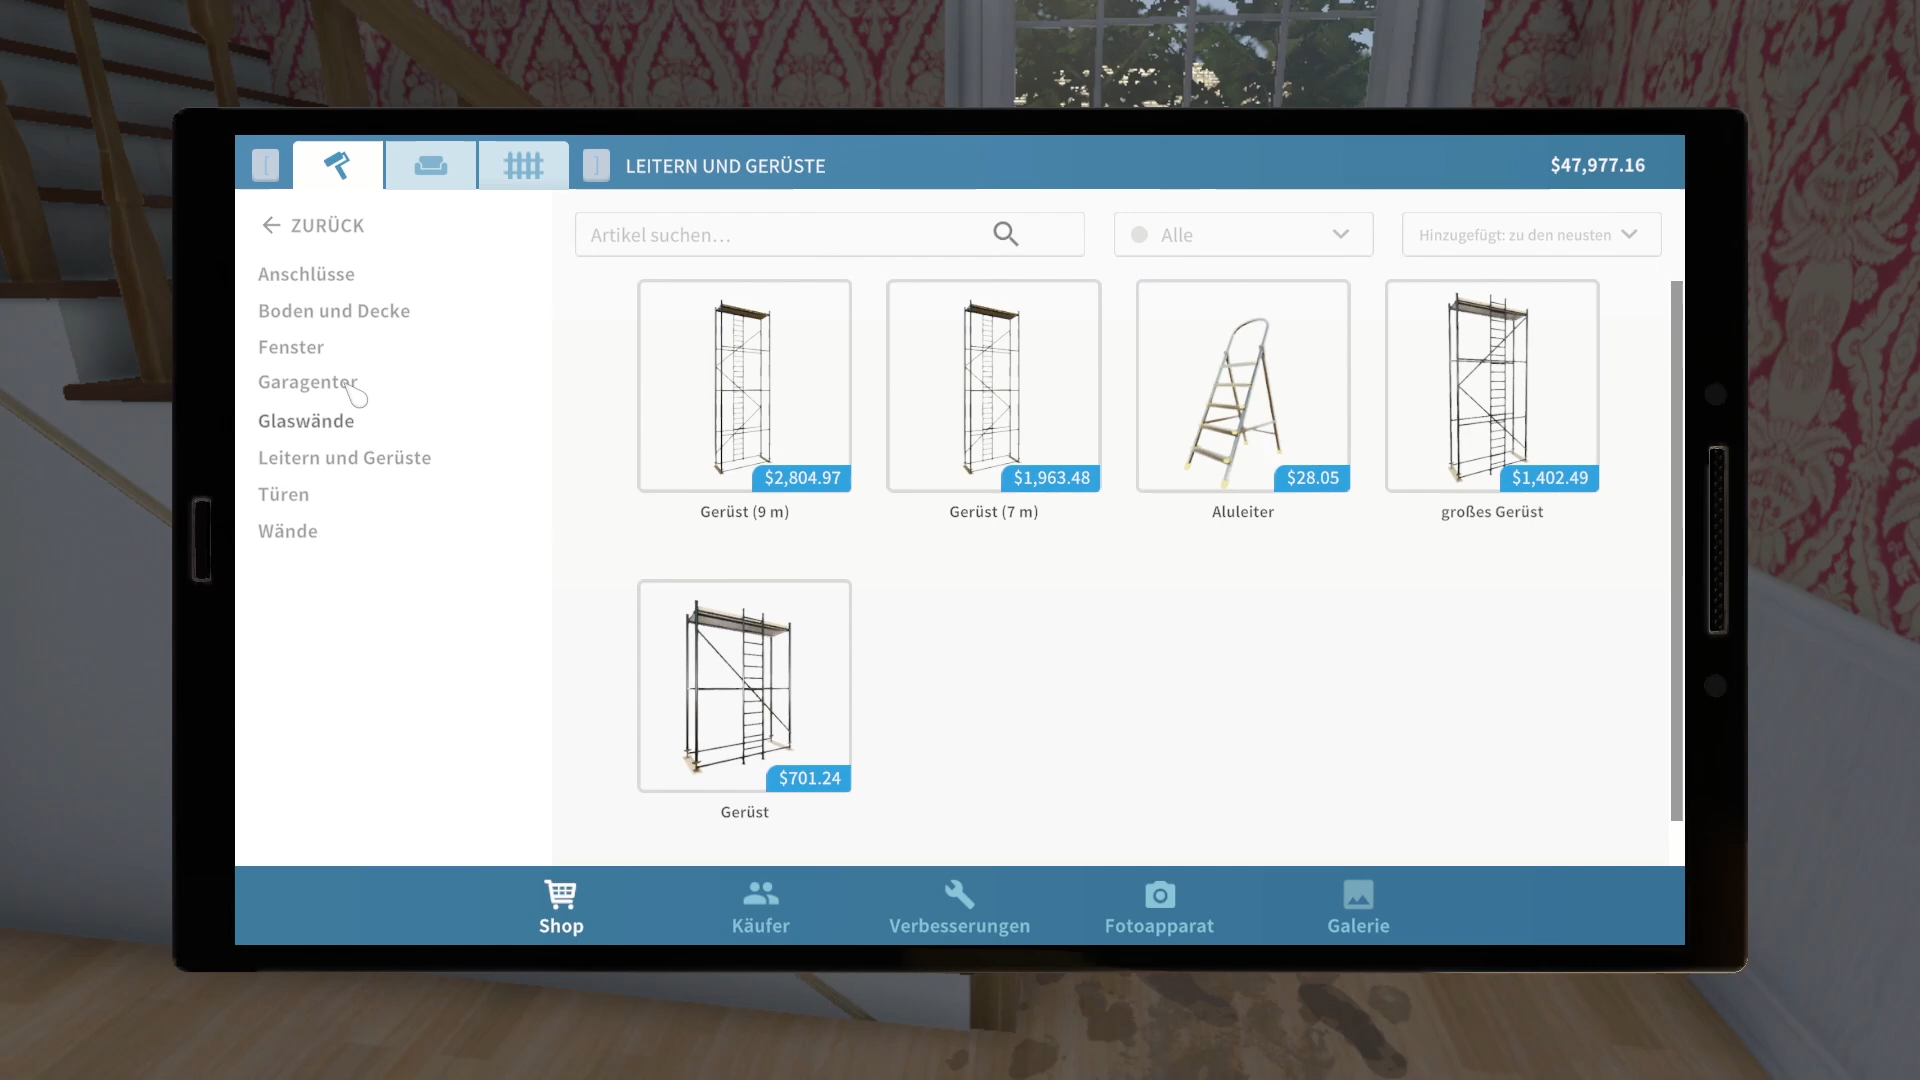 [
]
LEITERN UND GERÜSTE
$47,977.16
ZURÜCK
Anschlüsse
Boden und Decke
Fenster
Garagentor
Glaswände
Leitern und Gerüste
Türen
Wände
Artikel suchen...
Alle
Hinzugefügt: zu den neusten
$2,804.97
Gerüst (9 m)
$1,963.48
Gerüst (7 m)
$28.05
Aluleiter
$1,402.49
großes Gerüst
$701.24
Gerüst
Shop
Käufer
Verbesserungen
Fotoapparat
Galerie